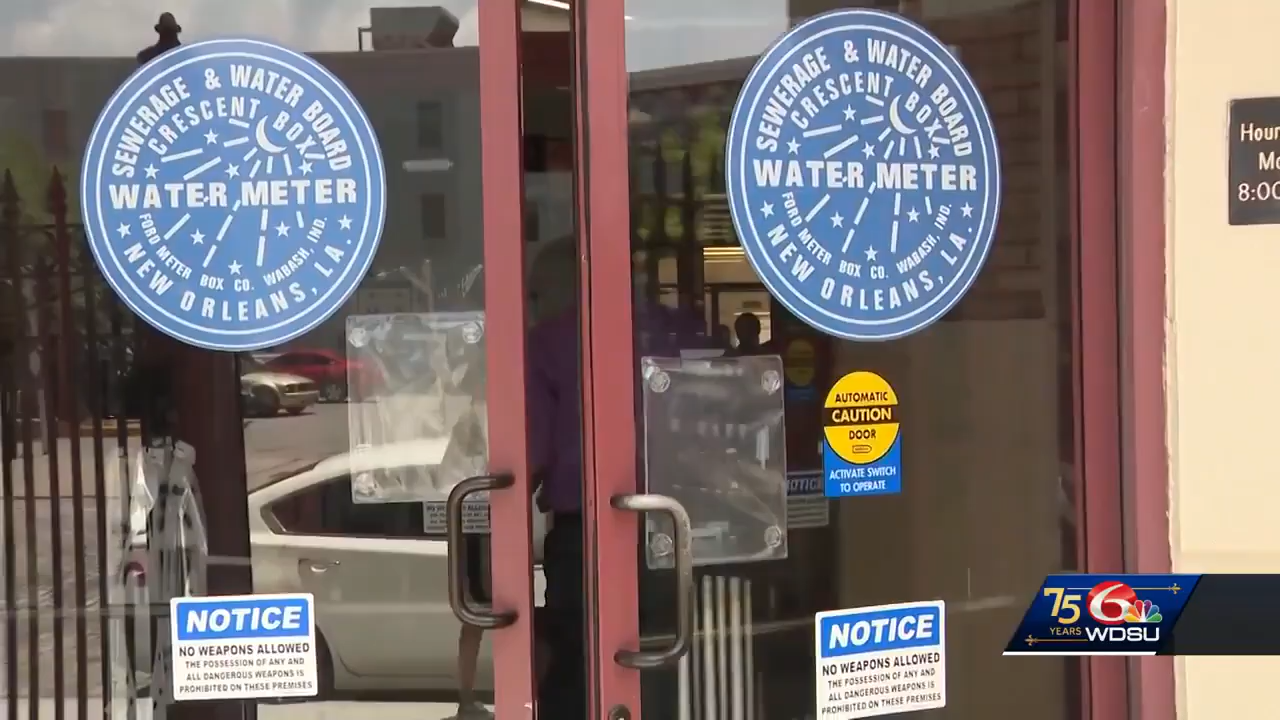 SEWERAGE & WATER BOARD
CRESCENT BOX
WATER METER
FORD METER BOX CO. WABASH, IND.
NEW ORLEANS, LA.
SEWERAGE & WATER BOARD
CRESCENT BOX
WATER METER
FORD METER BOX CO. WABASH, IND.
NEW ORLEANS, LA.
8:00
AUTOMATIC
CAUTION
DOOR
ACTIVATE SWITCH
TO OPERATE
NOTICE
NOTICE
NO WEAPONS ALLOWED
THE POSSESSION OF ANY AND
ALL DANGEROUS WEAPONS IS
PROHIBITED ON THESE PREMISES
NOTICE
NO WEAPONS ALLOWED
THE POSSESSION OF ANY AND
ALL DANGEROUS WEAPONS IS
PROHIBITED ON THESE PREMISES
75
YEARS
6
WDSU